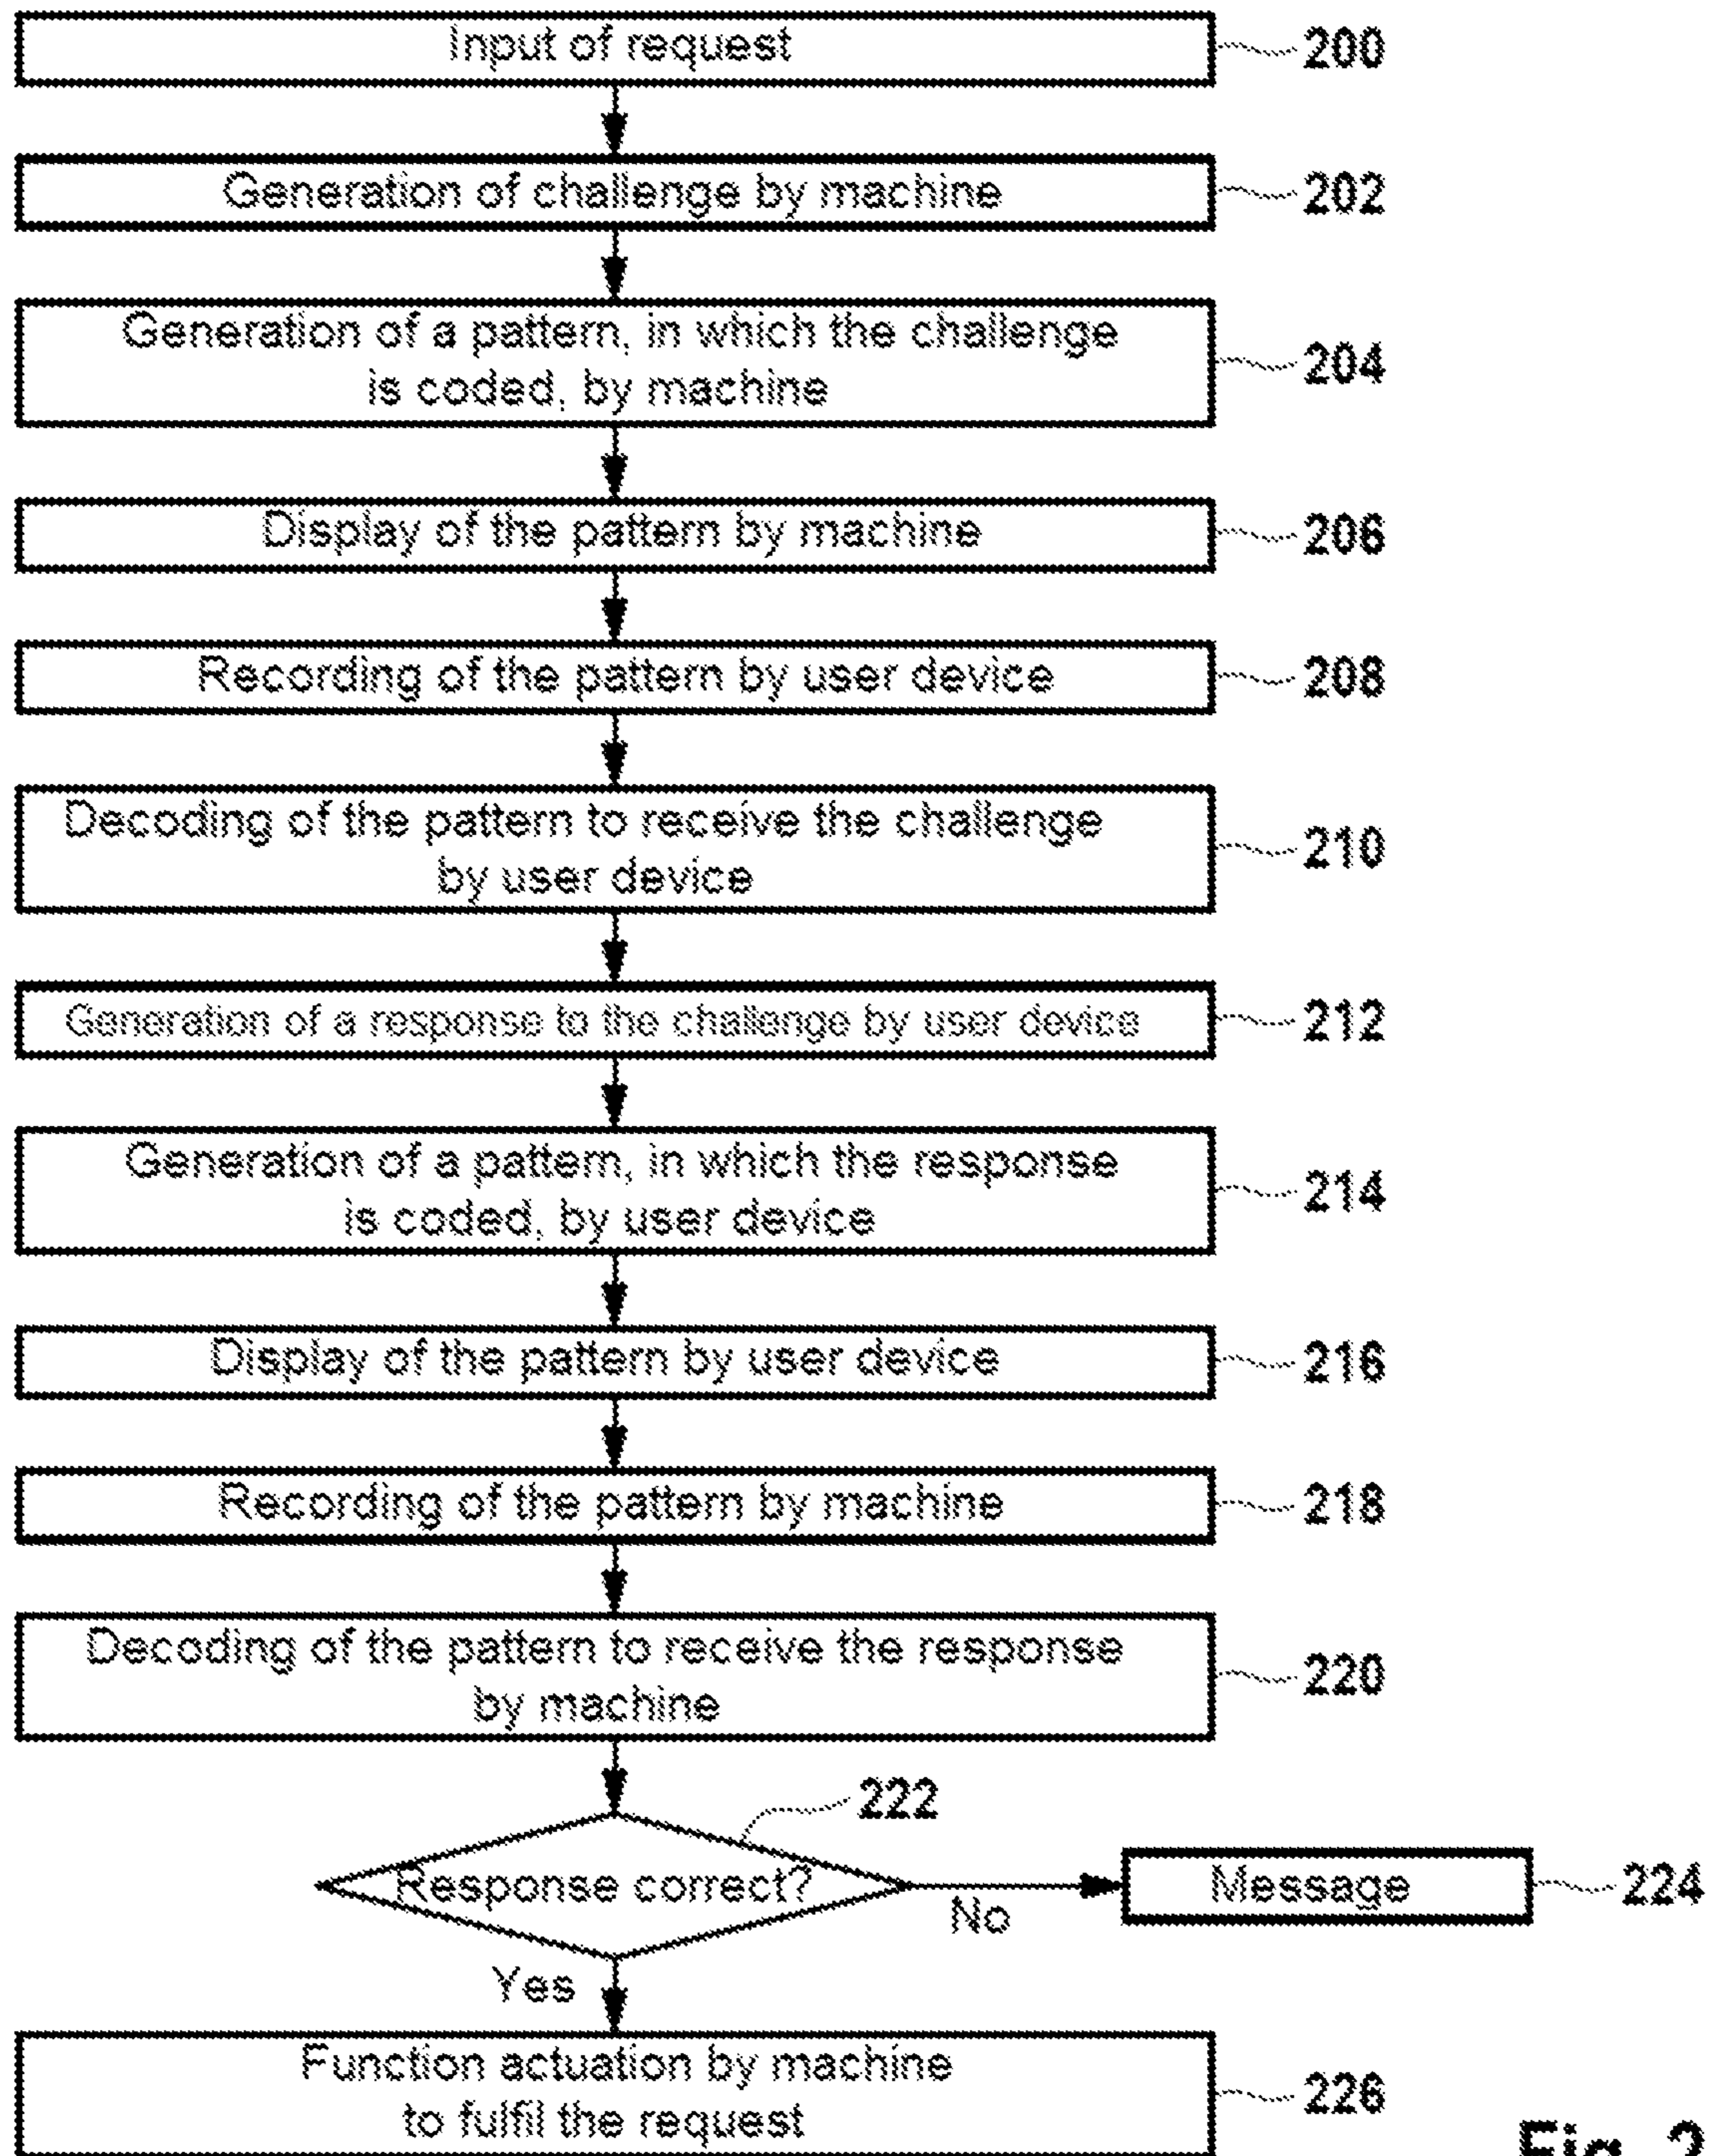 Input of request
200
Generation of challenge by machine
202
Generation of a pattern, in which the challenge
is coded, by machine
204
Display of the pattern by machine
206
Recording of the pattern by user device
208
Decoding of the pattern to receive the challenge
by user device
210
Generation of a response to the challenge by user device
212
Generation of a pattern, in which the response
is coded, by user device
214
Display of the pattern by user device
216
Recording of the pattern by machine
218
Decoding of the pattern to receive the response
by machine
220
222
Response correct?
No
Message
224
Yes
Function actuation by machine
to fulfil the request
226
Fig. 2